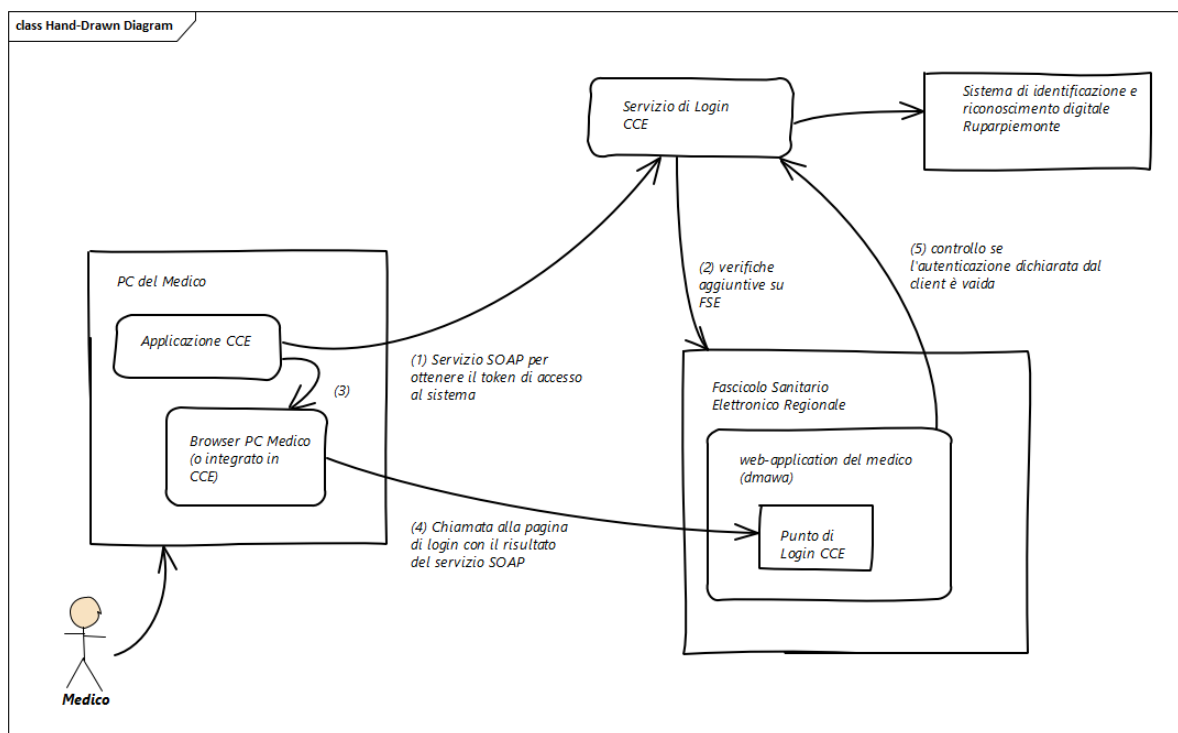 class Hand-Drawn Diagram
Servizio di Login
CCE
Sistema di identificazione e
riconoscimento digitale
Ruparpiemonte
(5) controllo se
l'autenticazione dichiarata dal
client è vaida
(2) verifiche
aggiuntive su
FSE
PC del Medico
Applicazione CCE
(1) Servizio SOAP per
ottenere il token di accesso
al sistema
(3)
Browser PC Medico
(o integrato in
CCE)
Fascicolo Sanitario
Elettronico Regionale
web-application del medico
(dmawa)
Punto di
Login CCE
(4) Chiamata alla pagina
di login con il risultato
del servizio SOAP
Medico